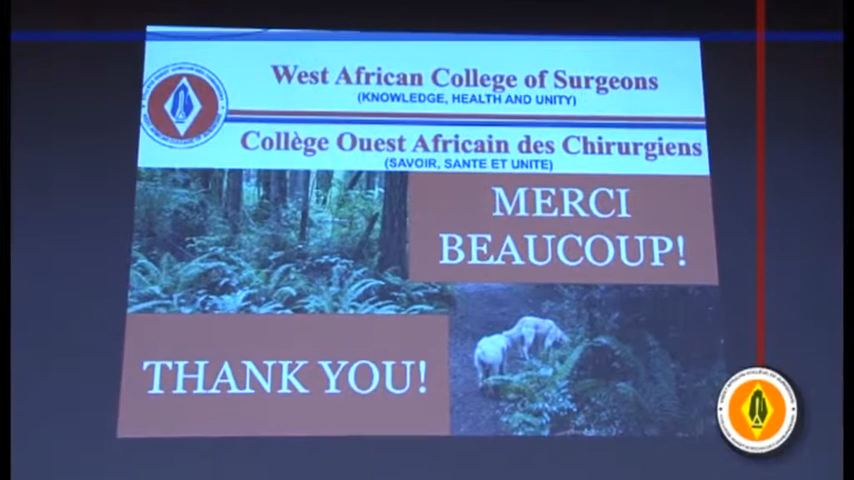 West African College of Surgeons
(KNOWLEDGE, HEALTH AND UNITY)
Collège Ouest Africain des Chirurgiens
(SAVOIR, SANTE ET UNITE)
MERCI
BEAUCOUP!
THANK YOU!